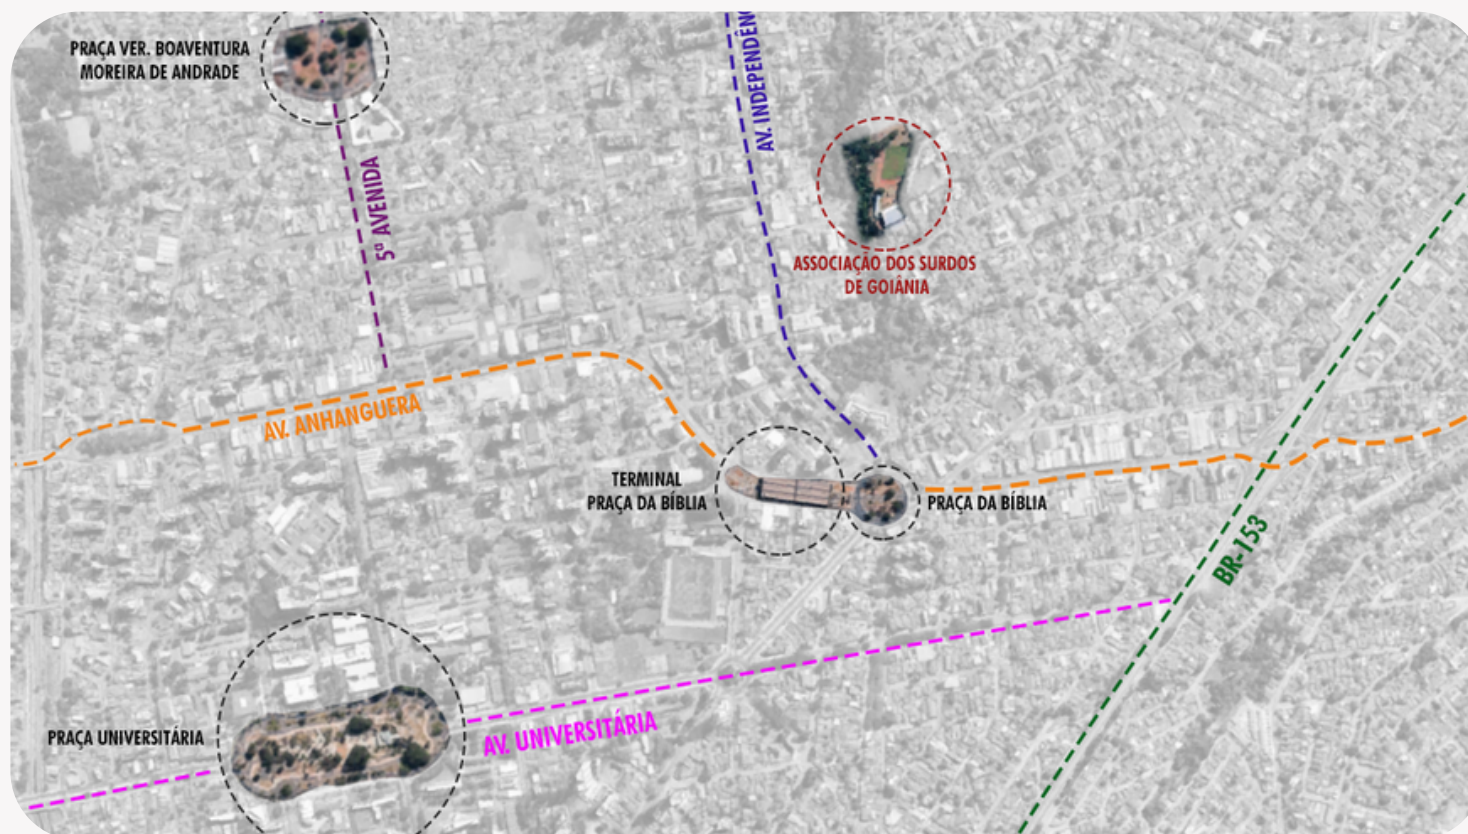 PRAÇA VER. BOAVENTURA
MOREIRA DE ANDRADE
AV. INDEPENDÊNC
5ª AVENIDA
ASSOCIAÇÃO DOS SURDOS
DE GOIÂNIA
AV. ANHANGUERA
TERMINAL
PRAÇA DA BÍBLIA
PRAÇA DA BÍBLIA
BR-153
PRAÇA UNIVERSITÁRIA
AV. UNIVERSITÁRIA